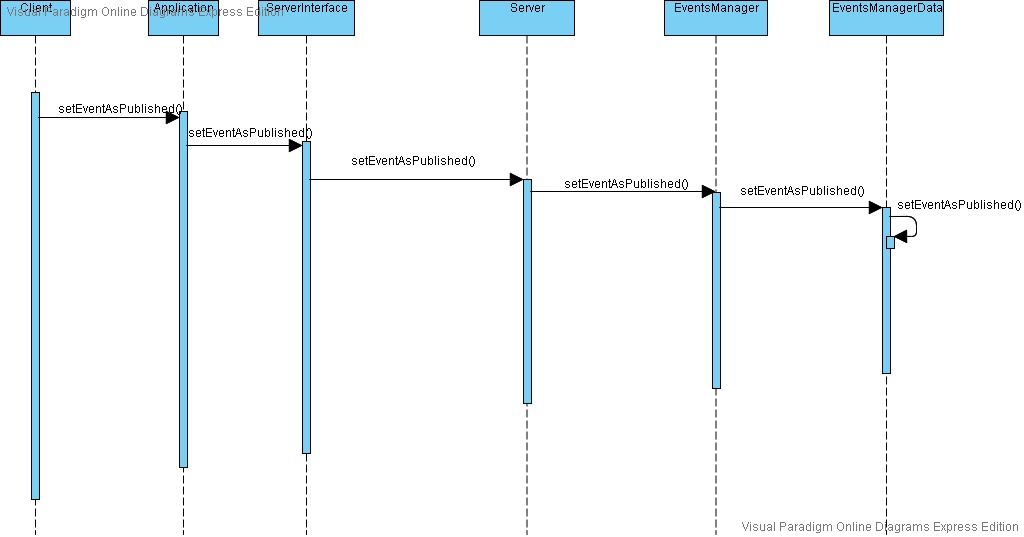 Client
Application
ServerInterface
Server
EventsManager
EventsManagerData
Visual Paradigm Online Diagrams Express Edition
setEventAsPublished()
setEventAsPublished()
setEventAsPublished()
setEventAsPublished()
setEventAsPublished()
setEventAsPublished()
Visual Paradigm Online Diagrams Express Edition